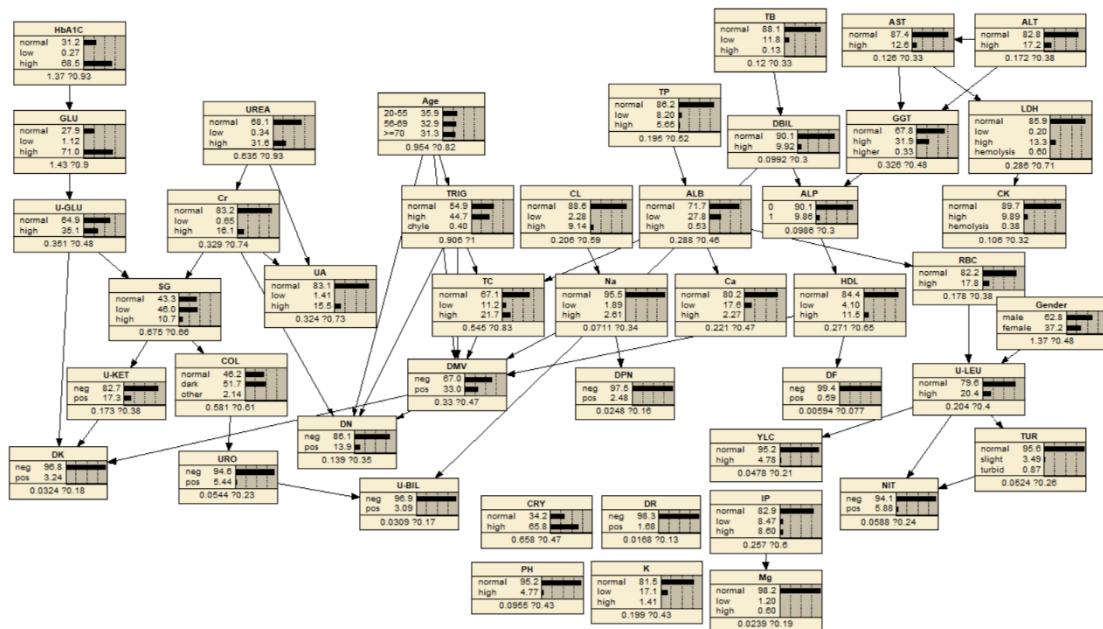 HbA1C
normal 31.2
low 0.27
high 68.5
1.37 ?0.93
TB
normal 88.1
low 11.8
high 0.13
0.12 ?0.33
AST
normal 87.4
high 12.6
0.126 ?0.33
ALT
normal 82.8
high 17.2
0.172 ?0.38
GLU
normal 27.9
low 1.12
high 71.0
1.43 ?0.9
UREA
normal 68.1
low 0.34
high 31.6
0.635 ?0.93
Age
20-55 35.9
56-69 32.9
>=70 31.3
0.954 ?0.82
TP
normal 86.2
low 8.20
high 5.65
0.195 ?0.52
DBIL
normal 90.1
high 9.92
0.0992 ?0.3
GGT
normal 67.8
high 31.9
higher 0.33
0.326 ?0.48
LDH
normal 85.9
low 0.20
high 13.3
hemolysis 0.60
0.286 ?0.71
U-GLU
normal 64.9
high 35.1
0.351 ?0.48
Cr
normal 83.2
low 0.65
high 16.1
0.329 ?0.74
TRIG
normal 54.9
high 44.7
chyle 0.40
0.906 ?1
CL
normal 88.6
low 2.28
high 9.14
0.206 ?0.59
ALB
normal 71.7
low 27.8
high 0.53
0.288 ?0.46
ALP
0 90.1
1 9.86
0.0986 ?0.3
CK
normal 89.7
high 9.89
hemolysis 0.38
0.106 ?0.32
SG
normal 43.3
low 46.0
high 10.7
0.675 ?0.66
UA
normal 83.1
low 1.41
high 15.5
0.324 ?0.73
TC
normal 67.1
low 11.2
high 21.7
0.545 ?0.83
Na
normal 95.5
low 1.89
high 2.61
0.0711 ?0.34
Ca
normal 80.2
low 17.6
high 2.27
0.221 ?0.47
HDL
normal 84.4
low 4.10
high 11.5
0.271 ?0.65
RBC
normal 82.2
high 17.8
0.178 ?0.38
Gender
male 62.8
female 37.2
1.37 ?0.48
U-KET
neg 82.7
pos 17.3
0.173 ?0.38
COL
normal 46.2
dark 51.7
other 2.14
0.581 ?0.61
DMV
neg 67.0
pos 33.0
0.33 ?0.47
DPN
neg 97.5
pos 2.48
0.0248 ?0.16
DF
neg 99.4
pos 0.59
0.00594 ?0.077
U-LEU
normal 79.6
high 20.4
0.204 ?0.4
DN
neg 86.1
pos 13.9
0.139 ?0.35
DK
neg 96.8
pos 3.24
0.0324 ?0.18
URO
neg 94.6
pos 5.44
0.0544 ?0.23
U-BIL
neg 96.9
pos 3.09
0.0309 ?0.17
YLC
normal 95.2
high 4.78
0.0478 ?0.21
TUR
normal 95.6
slight 3.49
turbid 0.87
0.0524 ?0.26
NIT
neg 94.1
pos 5.88
0.0588 ?0.24
CRY
normal 34.2
high 65.8
0.658 ?0.47
DR
neg 98.3
pos 1.68
0.0168 ?0.13
IP
normal 82.9
low 8.47
high 8.60
0.257 ?0.6
PH
normal 95.2
high 4.77
0.0955 ?0.43
K
normal 81.5
low 17.1
high 1.41
0.199 ?0.43
Mg
normal 98.2
low 1.20
high 0.60
0.0239 ?0.19